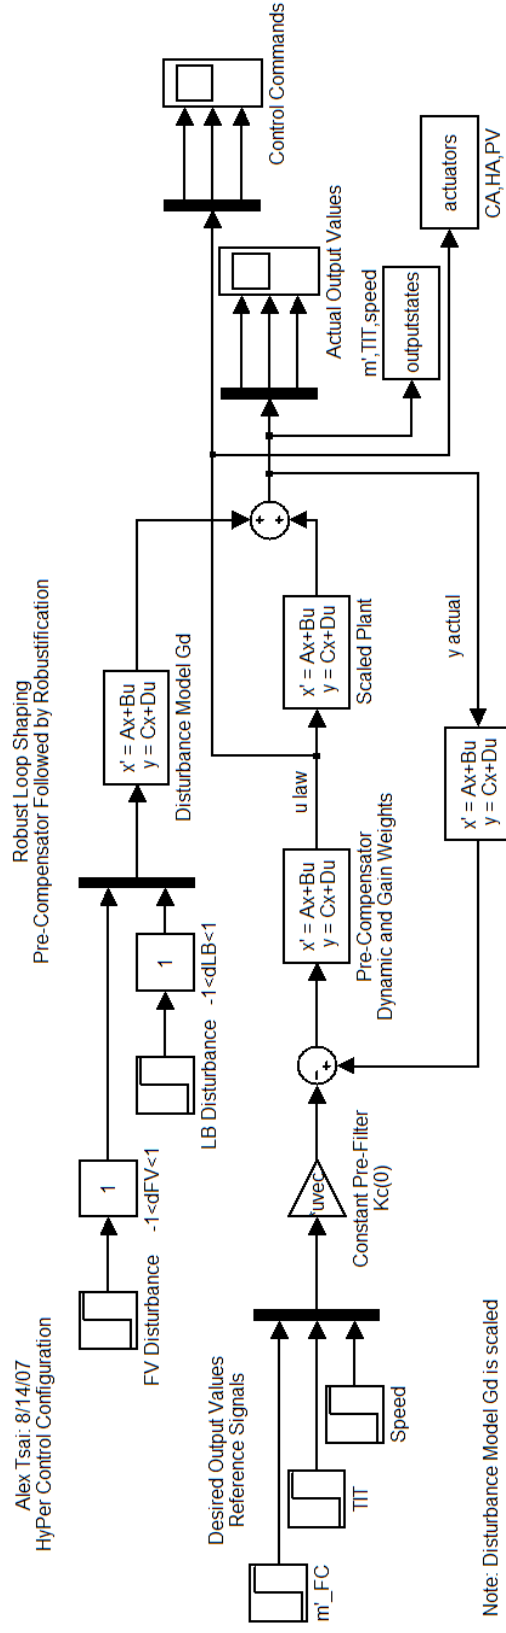 Alex Tsai: 8/14/07
HyPer Control Configuration
Robust Loop Shaping
Pre-Compensator Followed by Robustification
FV Disturbance
1
-1<dFV<1
LB Disturbance
1
-1<dLB<1
x' = Ax+Bu
y = Cx+Du
Disturbance Model Gd
Control Commands
Desired Output Values
Reference Signals
m'_FC
TIT
Speed
*uvec
Constant Pre-Filter
Kc(0)
-
+
x' = Ax+Bu
y = Cx+Du
Pre-Compensator
Dynamic and Gain Weights
u law
x' = Ax+Bu
y = Cx+Du
Scaled Plant
+
+
Actual Output Values
m',TIT,speed
outputstates
actuators
CA,HA,PV
y actual
x' = Ax+Bu
y = Cx+Du
Note: Disturbance Model Gd is scaled